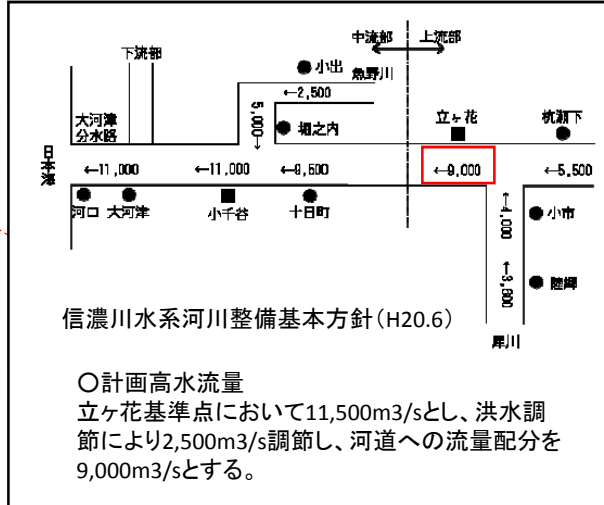 中流部 上流部
下流部
●小出
魚野川
←2,500
大河津
分水路
5,000→
●堀之内
立ヶ花
■
杭瀬下
●
日本海
←11,000 ←11,000 ←9,500 ←9,000 ←5,500
● ● ■ ●
河口 大河津 小千谷 十日町
←4,000
●小市
←3,800
●陸郷
信濃川水系河川整備基本方針(H20.6)
犀川
〇計画高水流量
立ヶ花基準点において11,500m3/sとし、洪水調
節により2,500m3/s調節し、河道への流量配分を
9,000m3/sとする。